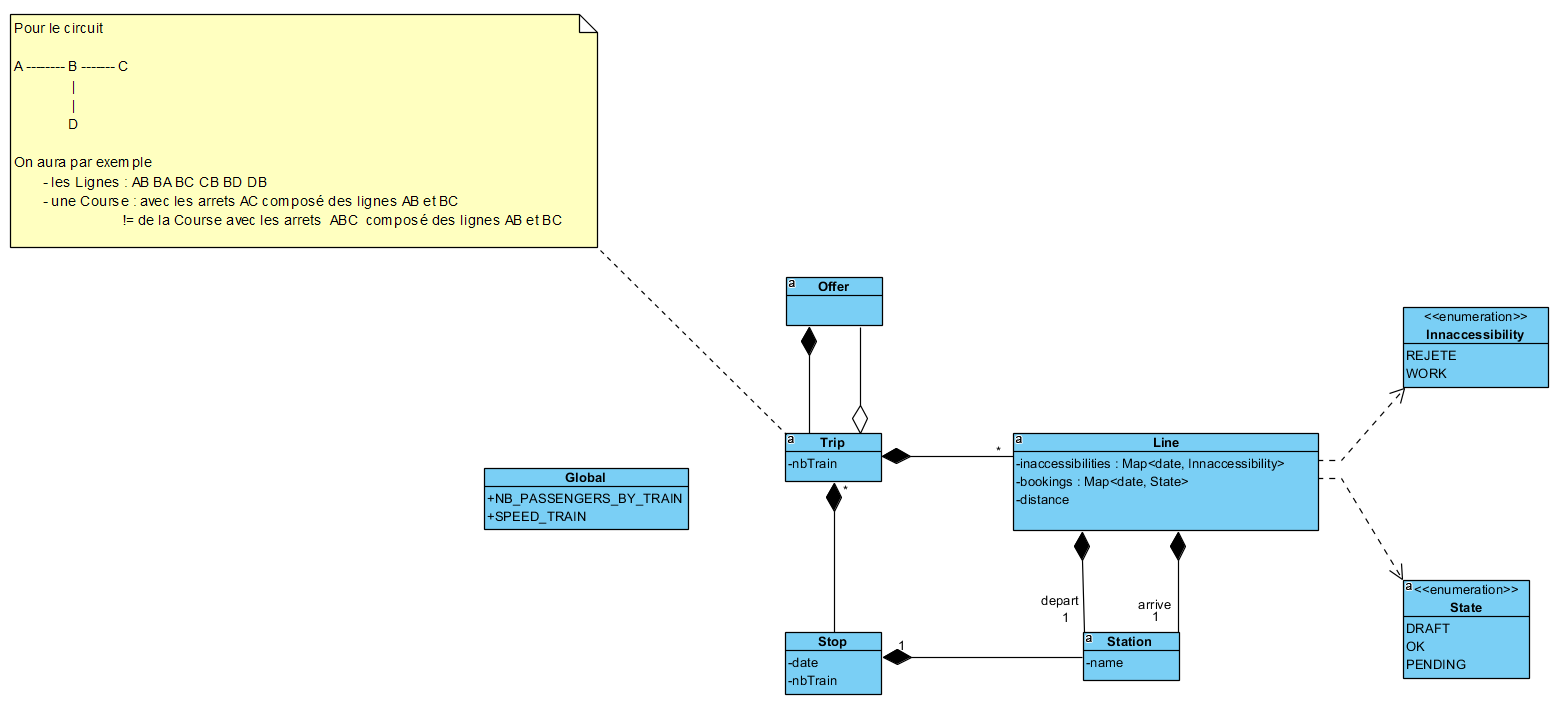 Pour le circuit
A -------- B ------- C
|
|
D
On aura par exemple
- les Lignes : AB BA BC CB BD DB
- une Course : avec les arrets AC composé des lignes AB et BC
!= de la Course avec les arrets ABC composé des lignes AB et BC
a
Offer
<<enumeration>>
Innaccessibility
REJETE
WORK
a
Trip
-nbTrain
*
*
a
Line
-inaccessibilities : Map<date, Innaccessibility>
-bookings : Map<date, State>
-distance
Global
+NB_PASSENGERS_BY_TRAIN
+SPEED_TRAIN
depart
1
arrive
1
a
<<enumeration>>
State
DRAFT
OK
PENDING
Stop
-date
-nbTrain
1
a
Station
-name